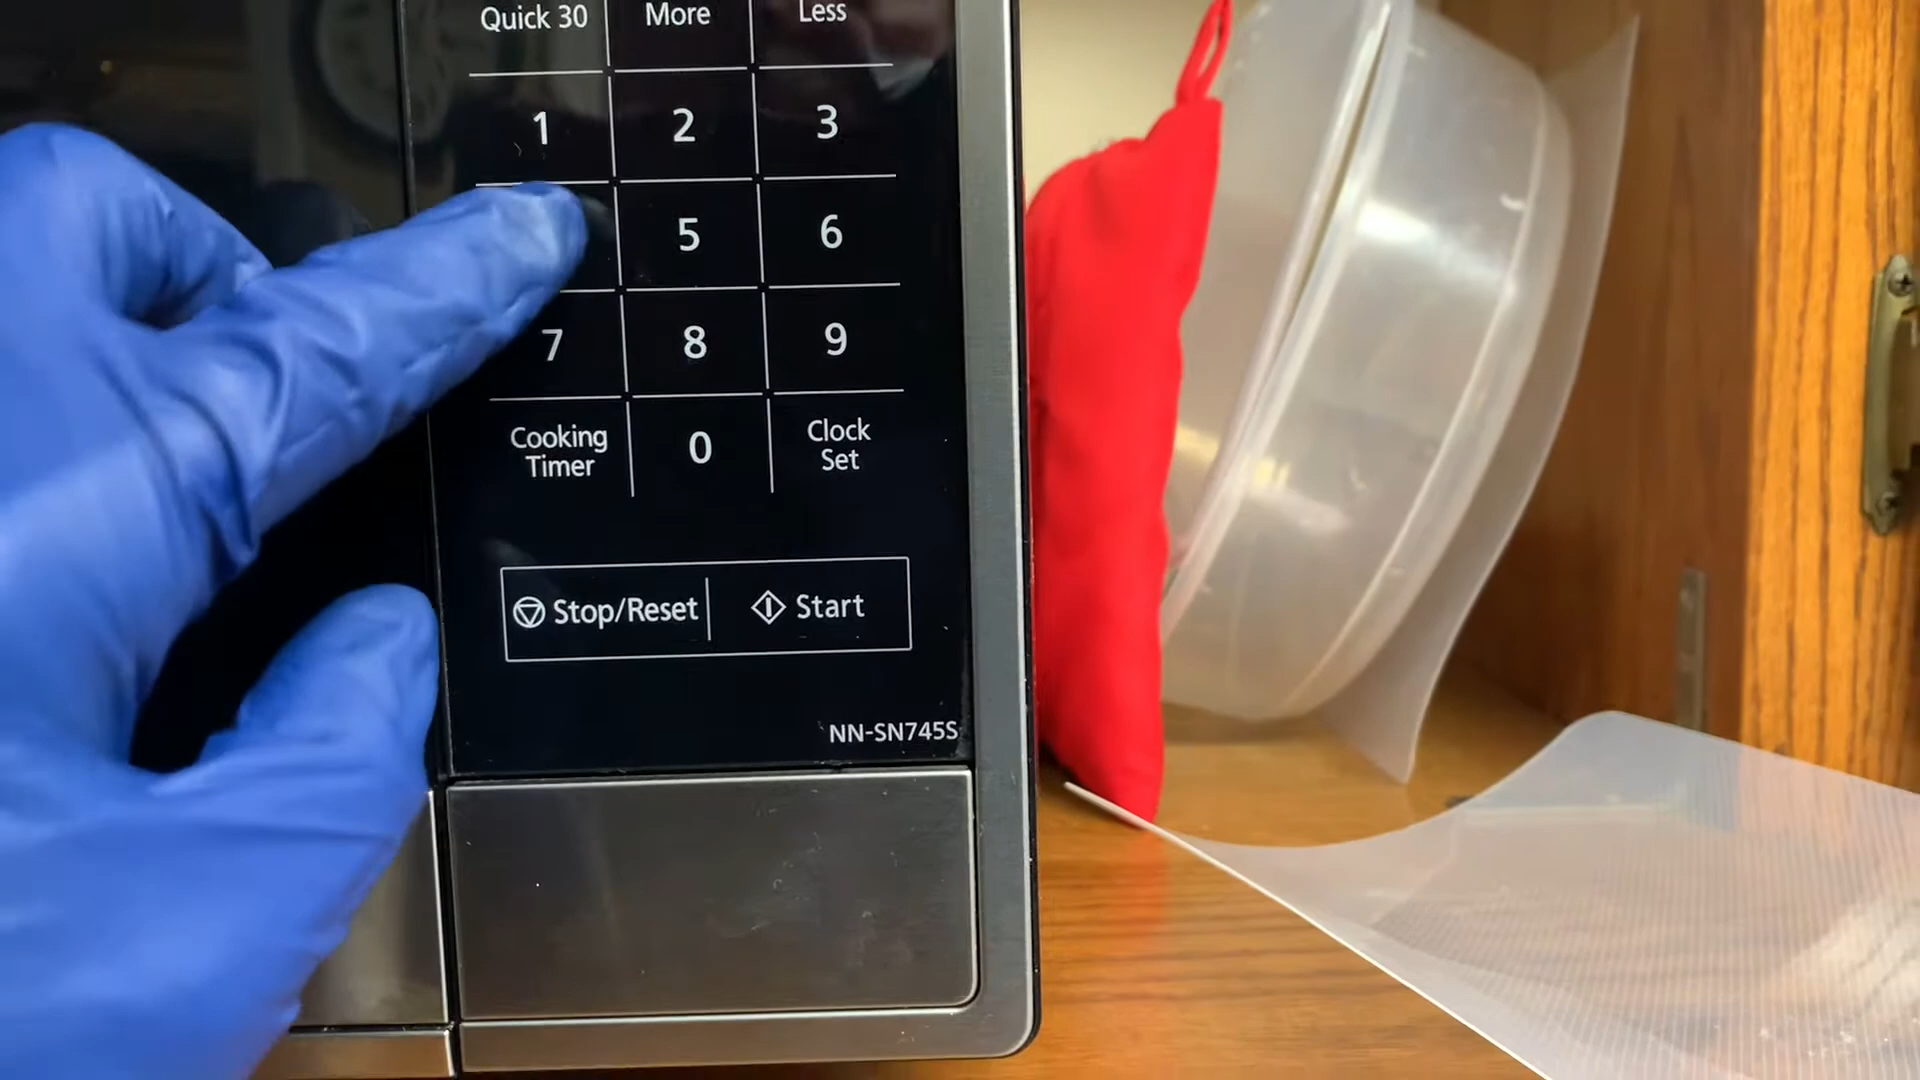 Quick 30 More Less
1 2 3
5 6
7 8 9
Cooking Timer 0 Clock Set
Stop/Reset Start
NN-SN745S